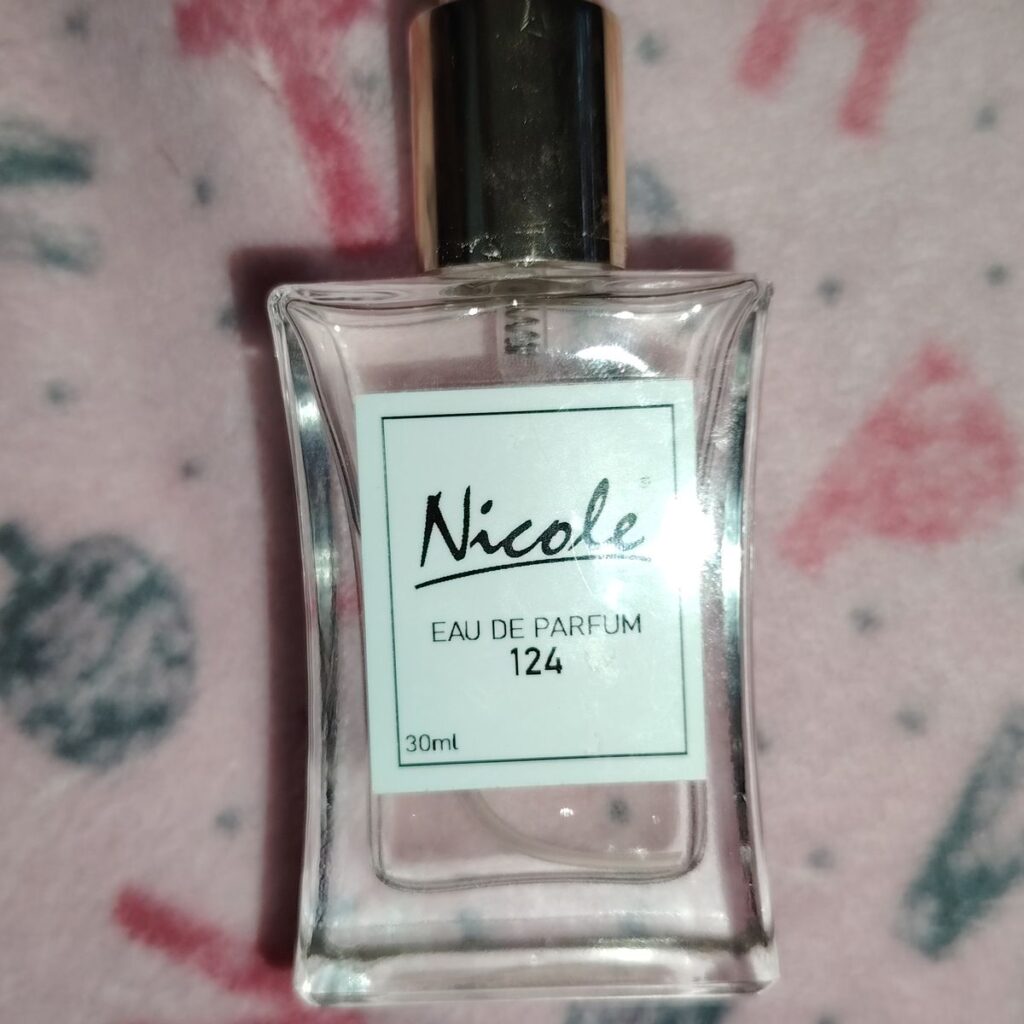 Nicole®
EAU DE PARFUM
124
30ml